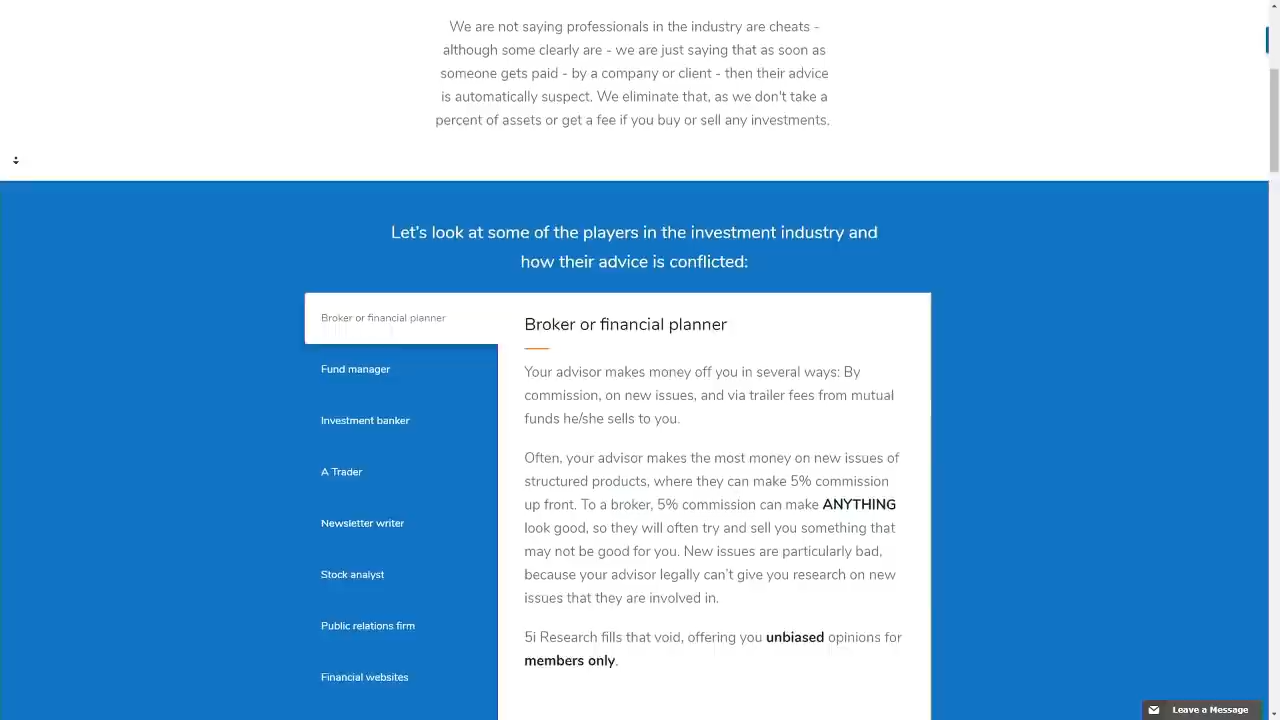 We are not saying professionals in the industry are cheats -
although some clearly are - we are just saying that as soon as
someone gets paid - by a company or client - then their advice
is automatically suspect. We eliminate that, as we don't take a
percent of assets or get a fee if you buy or sell any investments.
Let's look at some of the players in the investment industry and
how their advice is conflicted:
Broker or financial planner
Fund manager
Investment banker
A Trader
Newsletter writer
Stock analyst
Public relations firm
Financial websites
Broker or financial planner
Your advisor makes money off you in several ways: By
commission, on new issues, and via trailer fees from mutual
funds he/she sells to you.
Often, your advisor makes the most money on new issues of
structured products, where they can make 5% commission
up front. To a broker, 5% commission can make ANYTHING
look good, so they will often try and sell you something that
may not be good for you. New issues are particularly bad,
because your advisor legally can't give you research on new
issues that they are involved in.
5i Research fills that void, offering you unbiased opinions for
members only.
Leave a Message